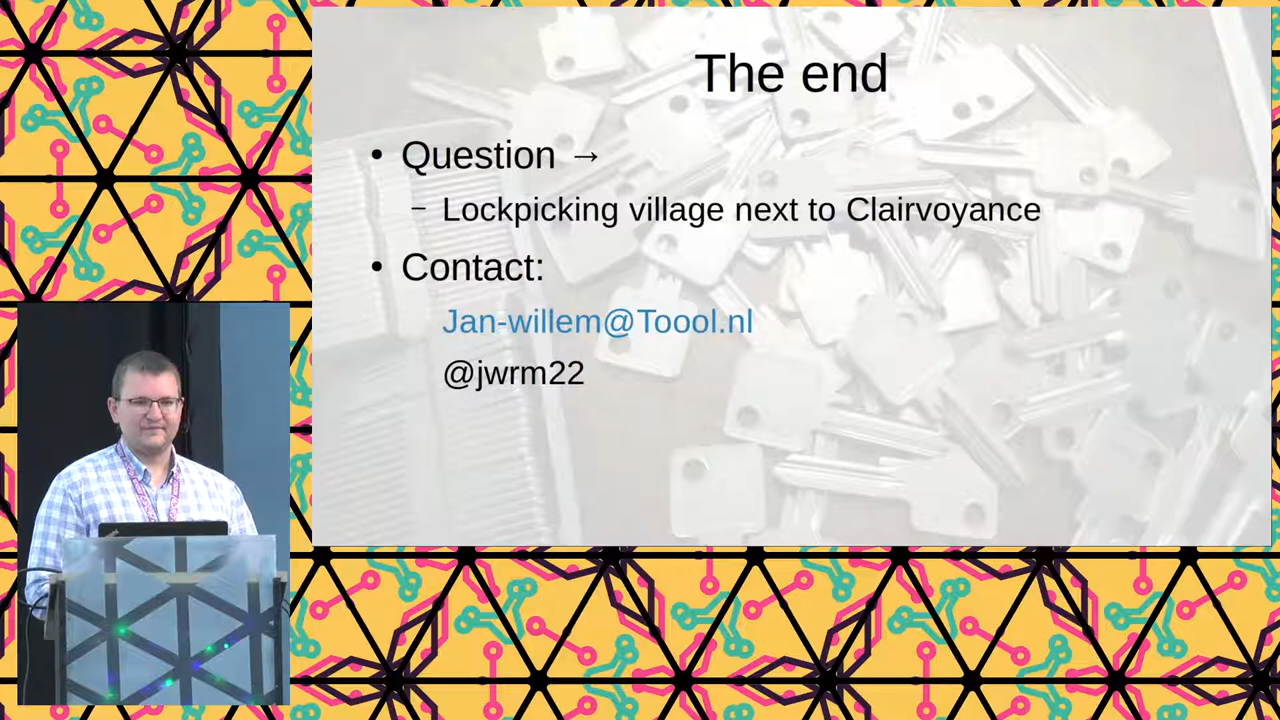 The end
• Question →
– Lockpicking village next to Clairvoyance
• Contact:
Jan-willem@Toool.nl
@jwrm22